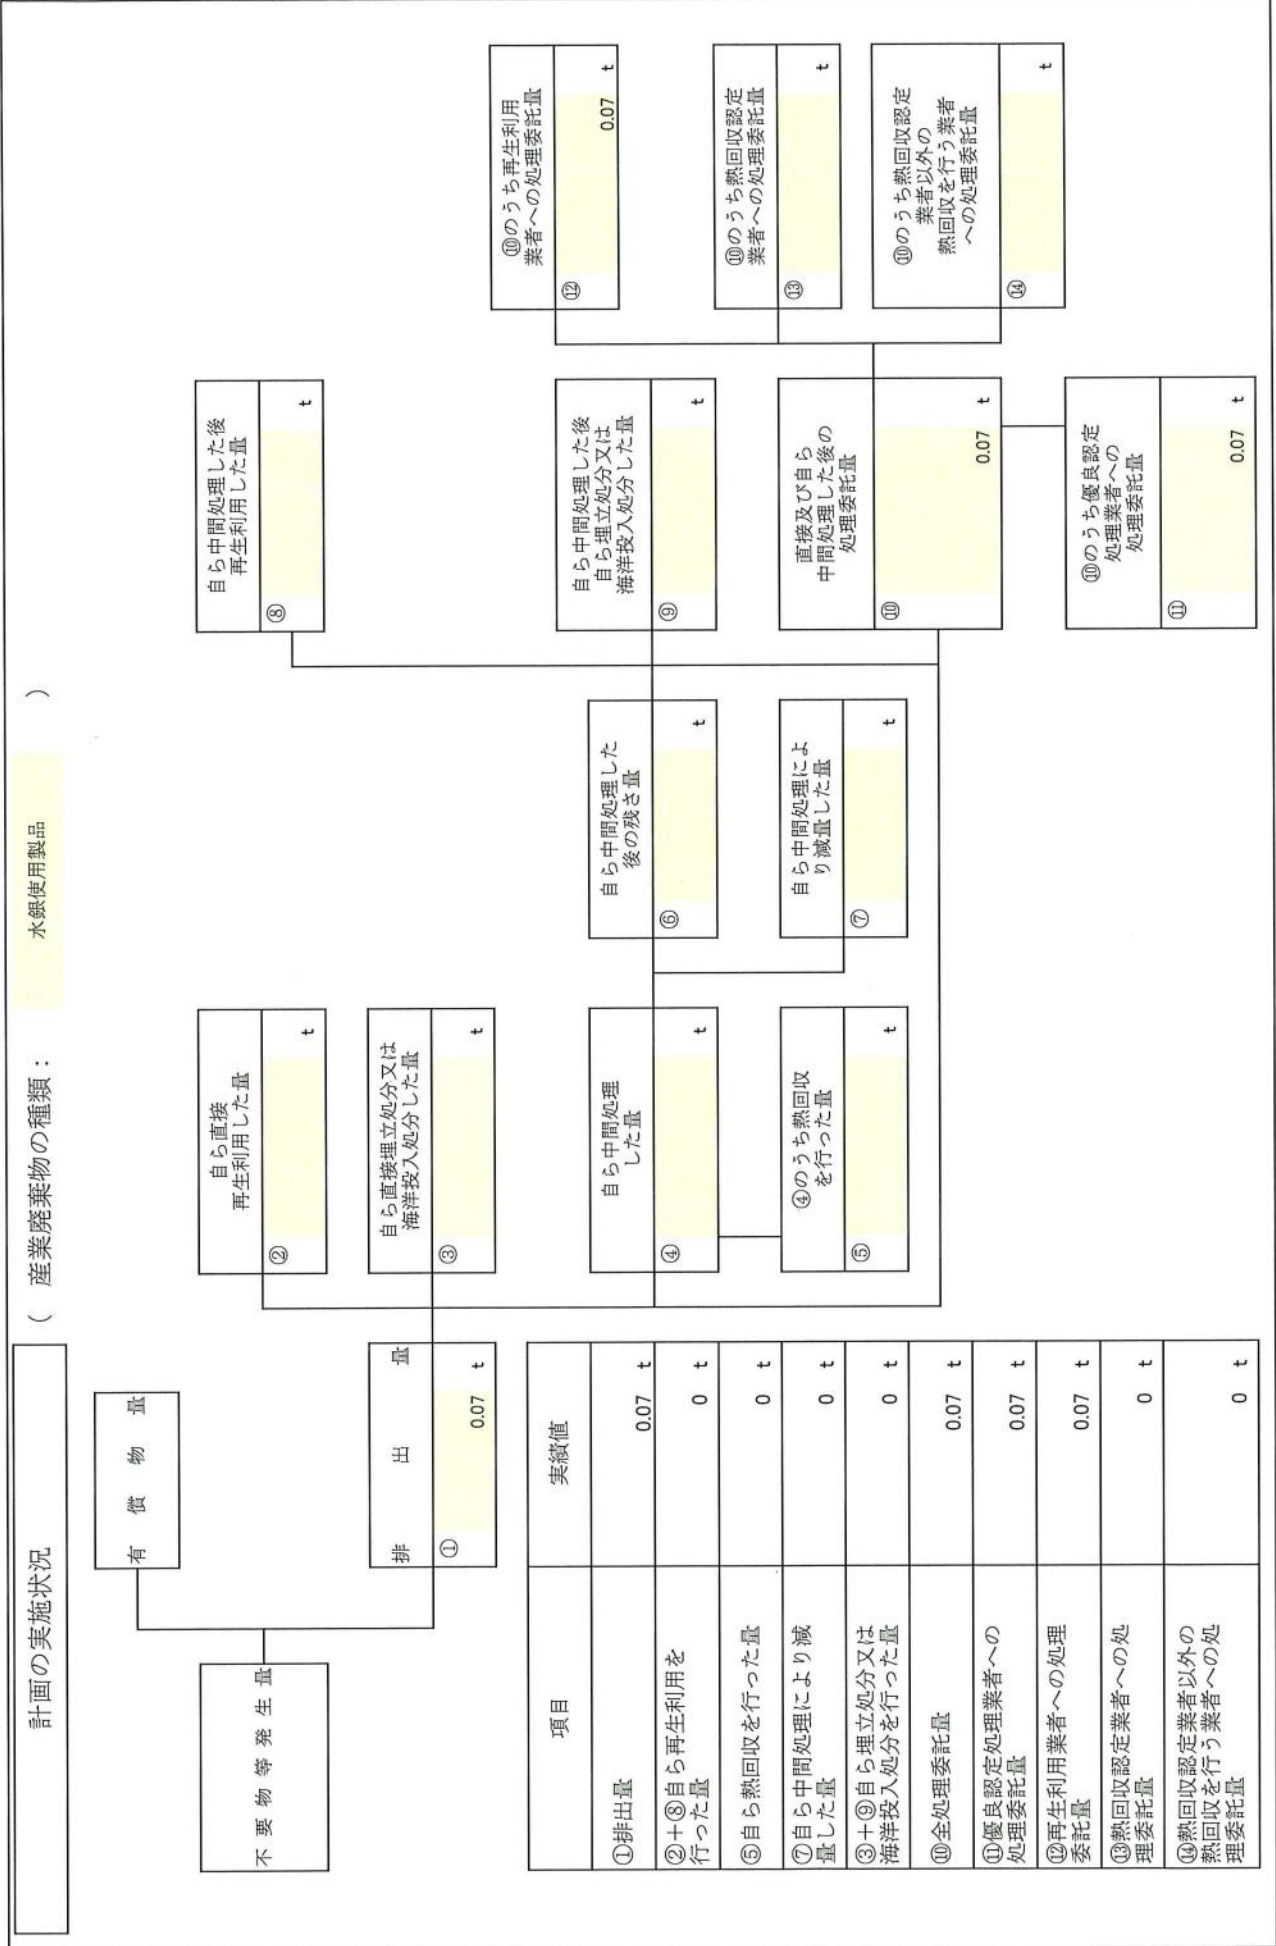 計画の実施状況
( 産業廃棄物の種類: 水銀使用製品 )
有償物量
不要物等発生量
排出量
① 0.07 t
自ら直接
再生利用した量
② t
自ら直接埋立処分又は
海洋投入処分した量
③ t
自ら中間処理
した量
④ t
④のうち熱回収
を行った量
⑤ t
自ら中間処理した
後の残さ量
⑥ t
自ら中間処理によ
り減量した量
⑦ t
自ら中間処理した後
再生利用した量
⑧ t
自ら中間処理した後
自ら埋立処分又は
海洋投入処分した量
⑨ t
直接及び自ら
中間処理した後の
処理委託量
⑩ 0.07 t
⑩のうち優良認定
処理業者への
処理委託量
⑪ 0.07 t
⑩のうち再生利用
業者への処理委託量
⑫ 0.07 t
⑩のうち熱回収認定
業者への処理委託量
⑬ t
⑩のうち熱回収認定
業者以外の
熱回収を行う業者
への処理委託量
⑭ t
項目 実績値
①排出量 0.07 t
②+⑧自ら再生利用を
行った量 0 t
⑤自ら熱回収を行った量 0 t
⑦自ら中間処理により減
量した量 0 t
③+⑨自ら埋立処分又は
海洋投入処分を行った量 0 t
⑩全処理委託量 0.07 t
⑪優良認定処理業者への
処理委託量 0.07 t
⑫再生利用業者への処理
委託量 0.07 t
⑬熱回収認定業者への処
理委託量 0 t
⑭熱回収認定業者以外の
熱回収を行う業者への処
理委託量 0 t